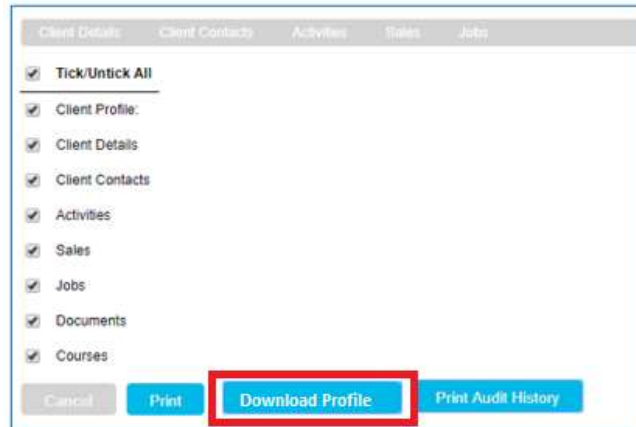 Client Details Client Contacts Activities Sales Jobs
Tick/Untick All
Client Profile:
Client Details
Client Contacts
Activities
Sales
Jobs
Documents
Courses
Cancel Print Download Profile Print Audit History